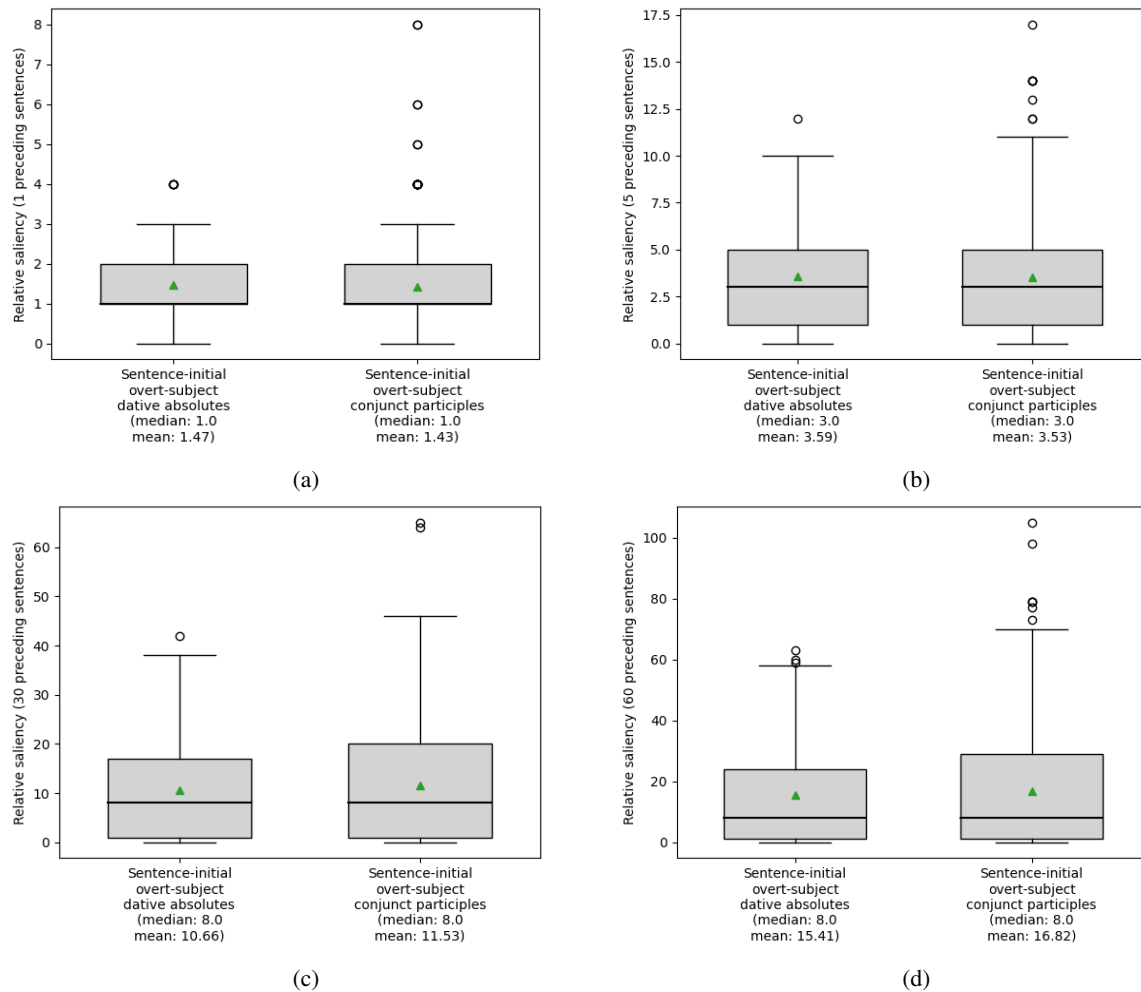 Relative saliency (1 preceding sentences)
8
7
6
5
4
3
2
1
0
Sentence-initial
overt-subject
dative absolutes
(median: 1.0
mean: 1.47)
Sentence-initial
overt-subject
conjunct participles
(median: 1.0
mean: 1.43)
(a)
Relative saliency (5 preceding sentences)
17.5
15.0
12.5
10.0
7.5
5.0
2.5
0.0
Sentence-initial
overt-subject
dative absolutes
(median: 3.0
mean: 3.59)
Sentence-initial
overt-subject
conjunct participles
(median: 3.0
mean: 3.53)
(b)
Relative saliency (30 preceding sentences)
60
50
40
30
20
10
0
Sentence-initial
overt-subject
dative absolutes
(median: 8.0
mean: 10.66)
Sentence-initial
overt-subject
conjunct participles
(median: 8.0
mean: 11.53)
(c)
Relative saliency (60 preceding sentences)
100
80
60
40
20
0
Sentence-initial
overt-subject
dative absolutes
(median: 8.0
mean: 15.41)
Sentence-initial
overt-subject
conjunct participles
(median: 8.0
mean: 16.82)
(d)